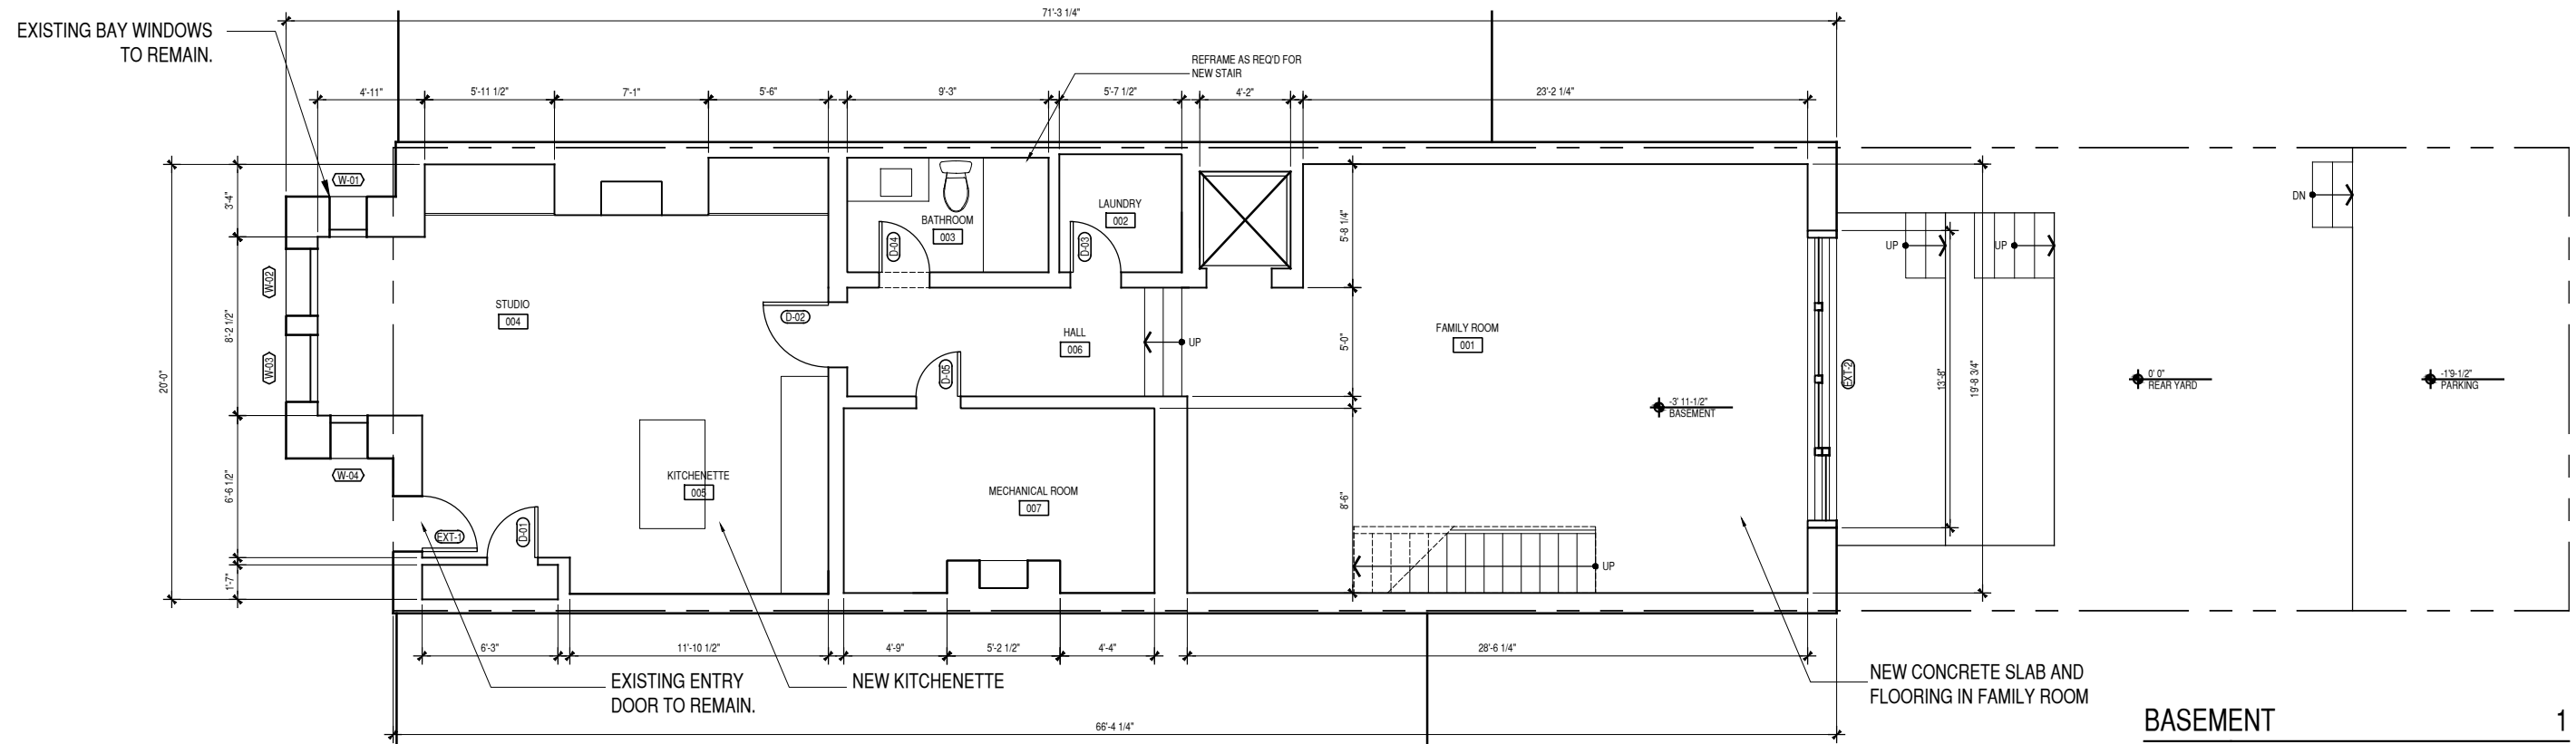 71'-3 1/4"
EXISTING BAY WINDOWS
TO REMAIN.
REFRAME AS REQ'D FOR
NEW STAIR
4'-11"
5'-11 1/2"
7'-1"
5'-6"
9'-3"
5'-7 1/2"
4'-2"
23'-2 1/4"
W-01
W-02
W-03
W-04
20'-0"
3'-4"
8'-2 1/2"
6'-6 1/2"
1'-7"
STUDIO
004
BATHROOM
003
D-04
LAUNDRY
002
D-03
D-02
HALL
006
UP
D-05
5'-8 1/4"
5'-0"
8'-6"
FAMILY ROOM
001
-3' 11-1/2"
BASEMENT
EXT-2
UP
UP
13'-8"
19'-8 3/4"
DN
0' 0"
REAR YARD
-1'9-1/2"
PARKING
KITCHENETTE
005
MECHANICAL ROOM
007
EXT-1
D-01
UP
6'-3"
11'-10 1/2"
4'-9"
5'-2 1/2"
4'-4"
28'-6 1/4"
EXISTING ENTRY
DOOR TO REMAIN.
NEW KITCHENETTE
NEW CONCRETE SLAB AND
FLOORING IN FAMILY ROOM
66'-4 1/4"
BASEMENT 1